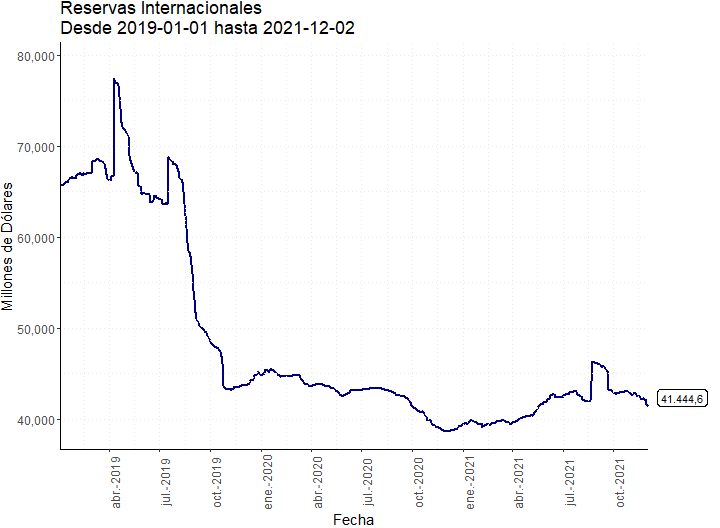 Reservas Internacionales
Desde 2019-01-01 hasta 2021-12-02
Millones de Dólares
80,000
70,000
60,000
50,000
40,000
41.444,6
abr.-2019
jul.-2019
oct.-2019
ene.-2020
abr.-2020
jul.-2020
oct.-2020
ene.-2021
abr.-2021
jul.-2021
oct.-2021
Fecha